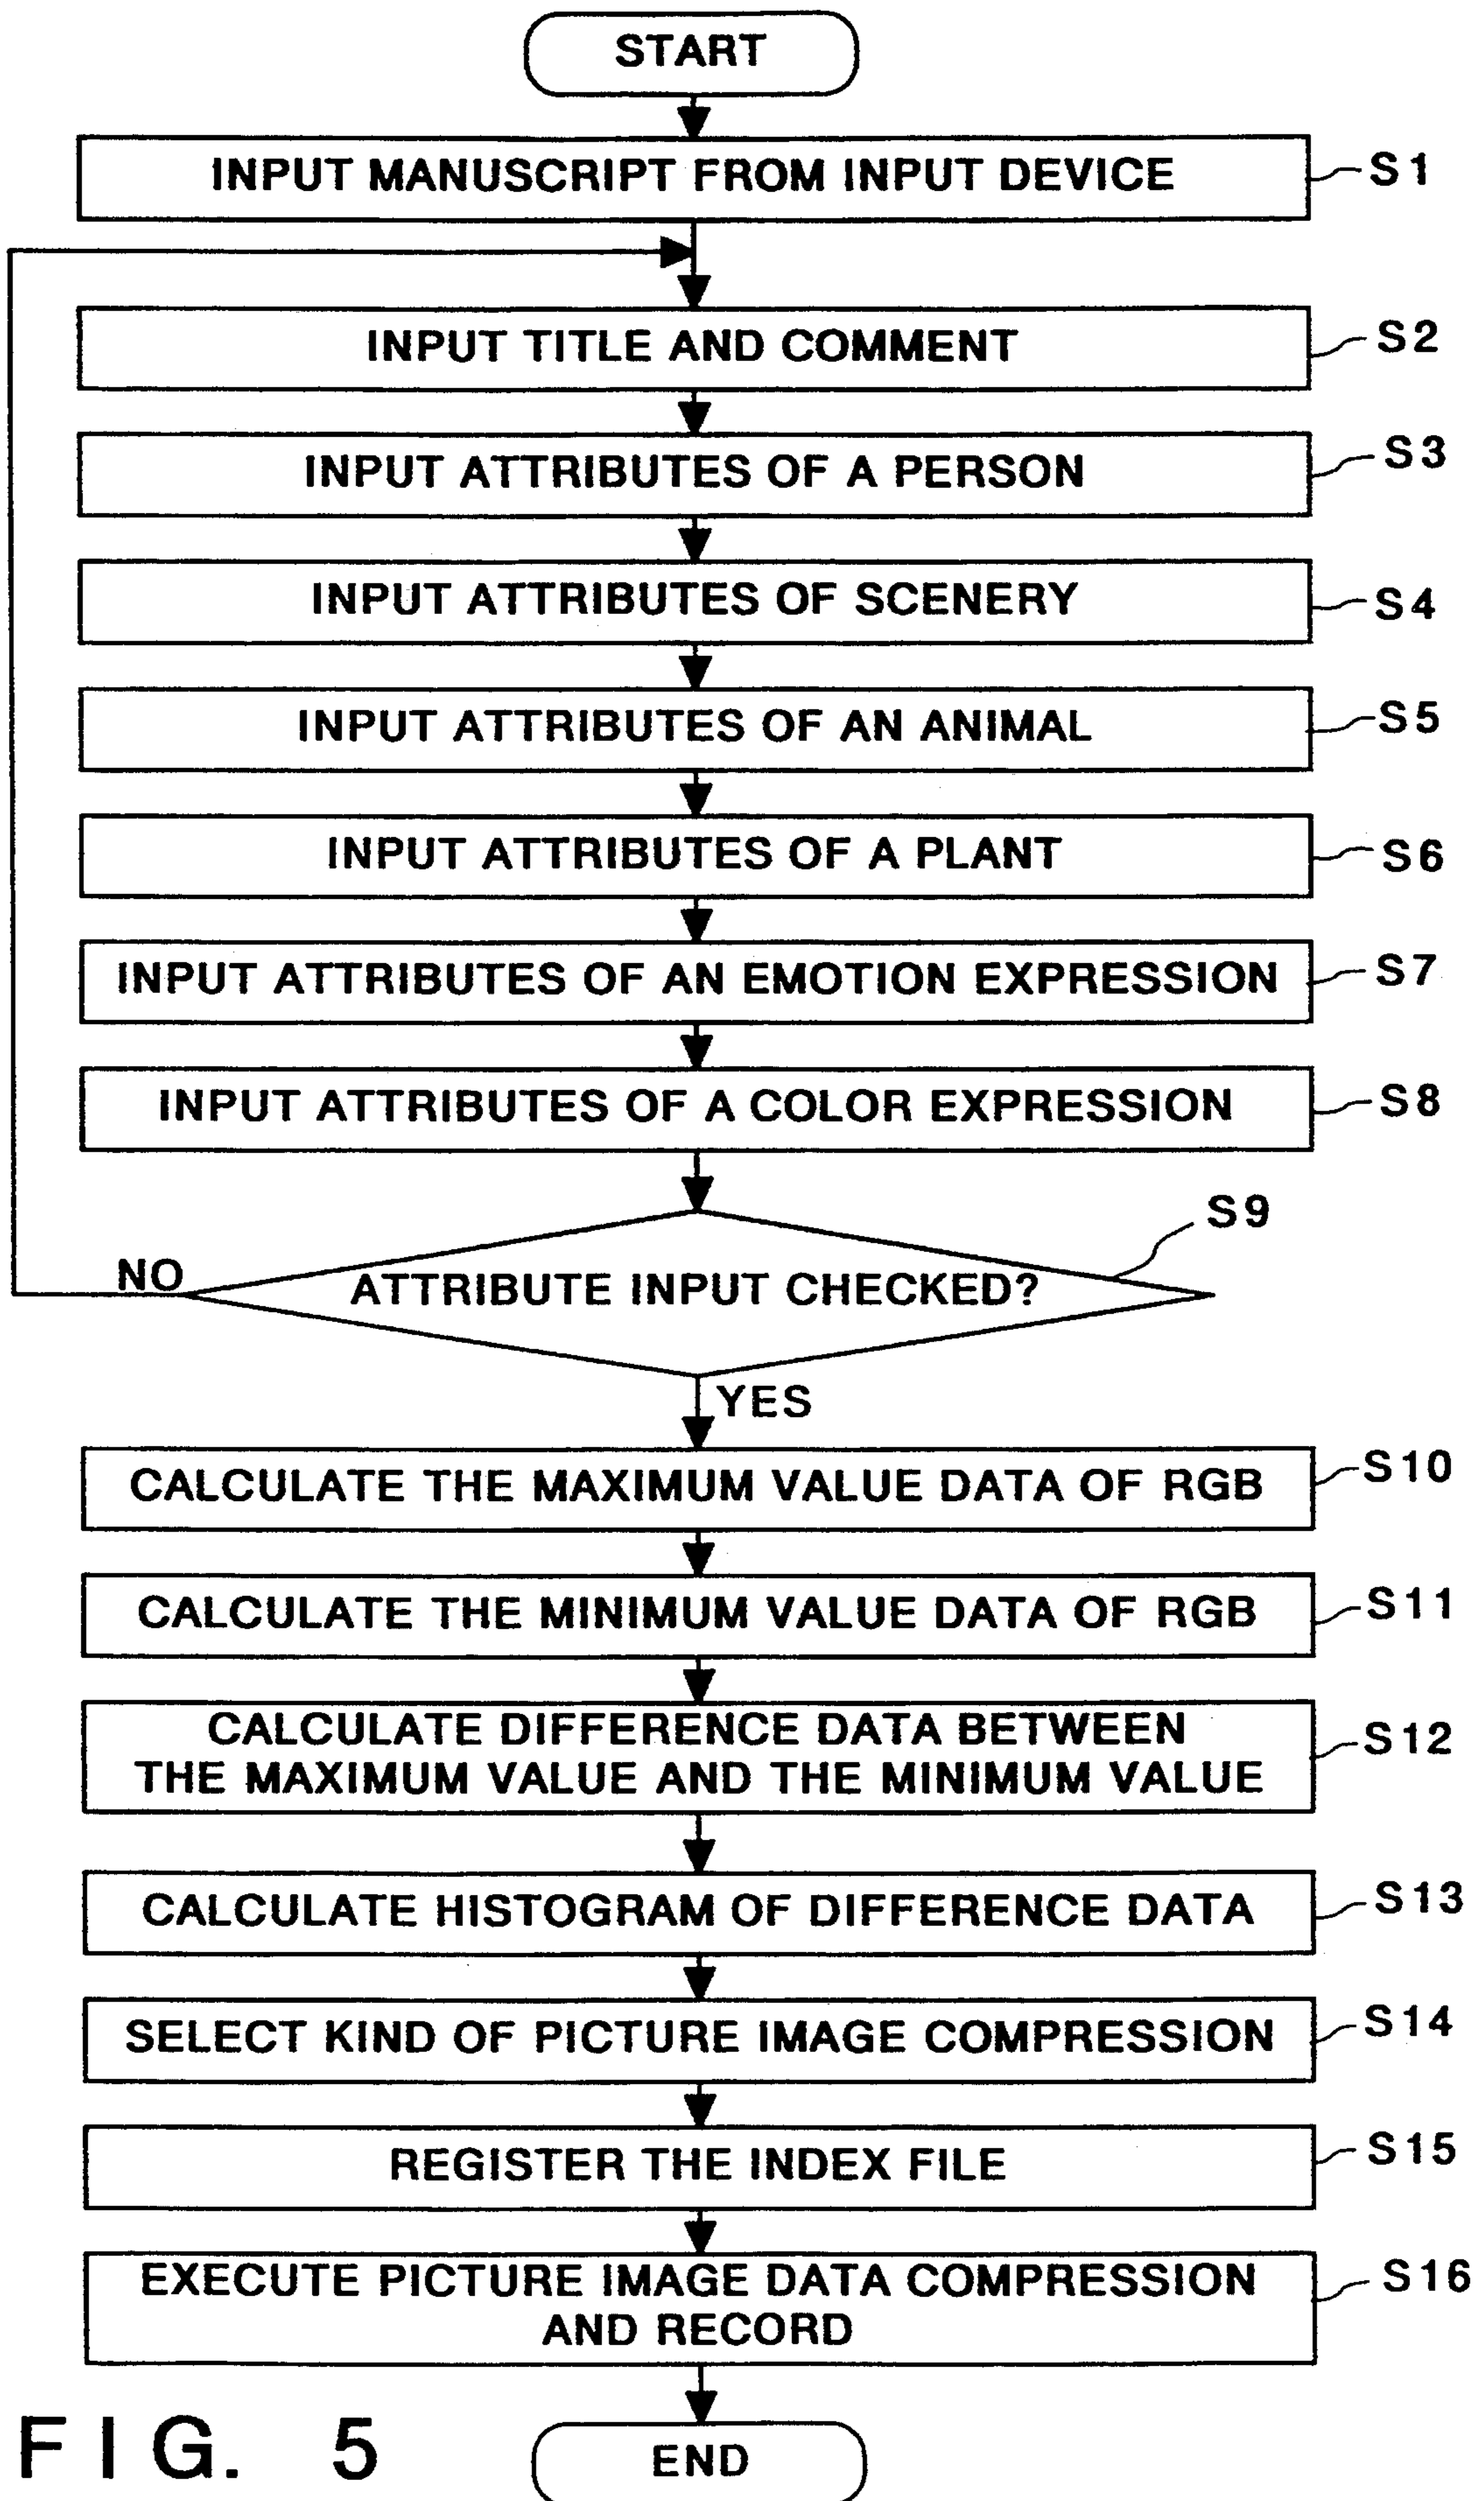 START
INPUT MANUSCRIPT FROM INPUT DEVICE
S1
INPUT TITLE AND COMMENT
S2
INPUT ATTRIBUTES OF A PERSON
S3
INPUT ATTRIBUTES OF SCENERY
S4
INPUT ATTRIBUTES OF AN ANIMAL
S5
INPUT ATTRIBUTES OF A PLANT
S6
INPUT ATTRIBUTES OF AN EMOTION EXPRESSION
S7
INPUT ATTRIBUTES OF A COLOR EXPRESSION
S8
S9
NO
ATTRIBUTE INPUT CHECKED?
YES
CALCULATE THE MAXIMUM VALUE DATA OF RGB
S10
CALCULATE THE MINIMUM VALUE DATA OF RGB
S11
CALCULATE DIFFERENCE DATA BETWEEN
THE MAXIMUM VALUE AND THE MINIMUM VALUE
S12
CALCULATE HISTOGRAM OF DIFFERENCE DATA
S13
SELECT KIND OF PICTURE IMAGE COMPRESSION
S14
REGISTER THE INDEX FILE
S15
EXECUTE PICTURE IMAGE DATA COMPRESSION
AND RECORD
S16
END
FIG. 5